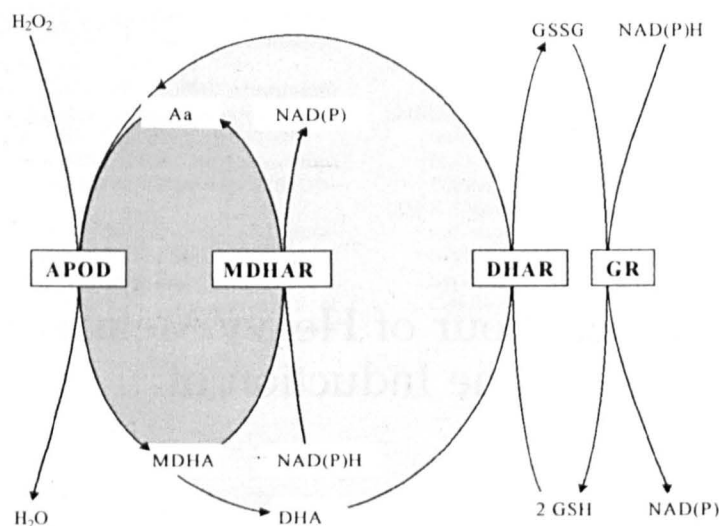 H₂O₂ GSSG NAD(P)H
Aa NAD(P)
APOD MDHAR DHAR GR
MDHA NAD(P)H
H₂O DHA 2 GSH NAD(P)